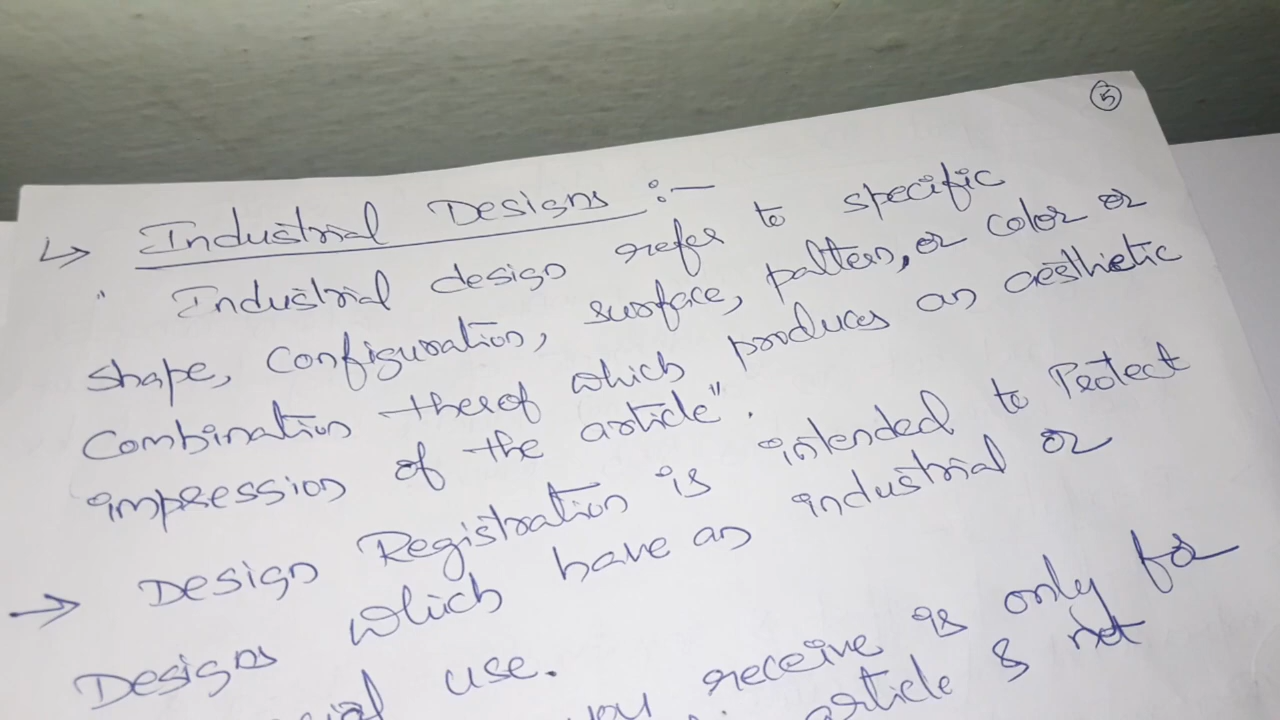 5
↳ Industrial Designs :-
" Industrial design refer to specific
shape, Configuration, surface, pattern, or color or
Combination therof which produces an aesthetic
impression of the article".
→ Design Registration is intended to Protect
Designs which have an industrial or
use.
you receive is only for
article & not